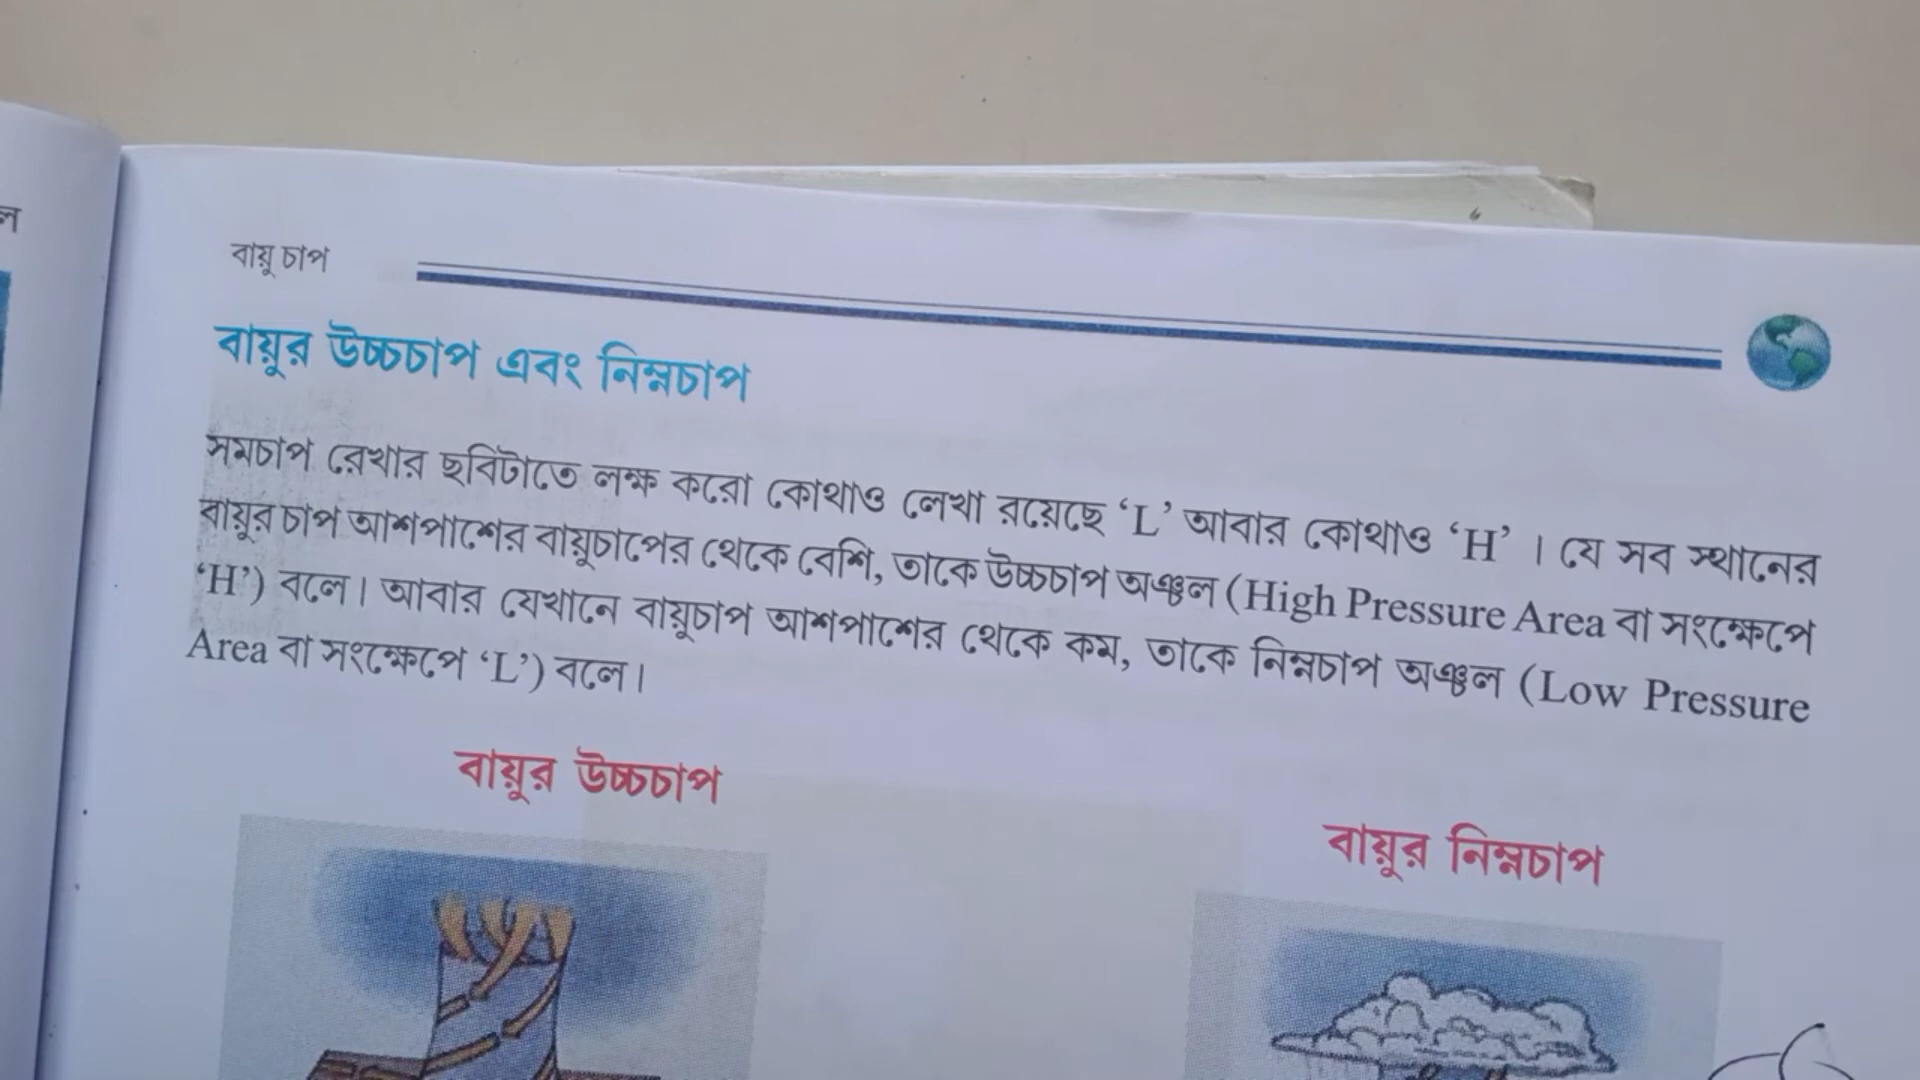 ল
বায়ু চাপ
বায়ুর উচ্চচাপ এবং নিম্নচাপ
সমচাপ রেখার ছবিটাতে লক্ষ করো কোথাও লেখা রয়েছে ‘L’ আবার কোথাও ‘H’ । যে সব স্থানের
বায়ুর চাপ আশপাশের বায়ুচাপের থেকে বেশি, তাকে উচ্চচাপ অঞ্চল (High Pressure Area বা সংক্ষেপে
‘H’) বলে। আবার যেখানে বায়ুচাপ আশপাশের থেকে কম, তাকে নিম্নচাপ অঞ্চল (Low Pressure
Area বা সংক্ষেপে ‘L’) বলে।
বায়ুর উচ্চচাপ
বায়ুর নিম্নচাপ